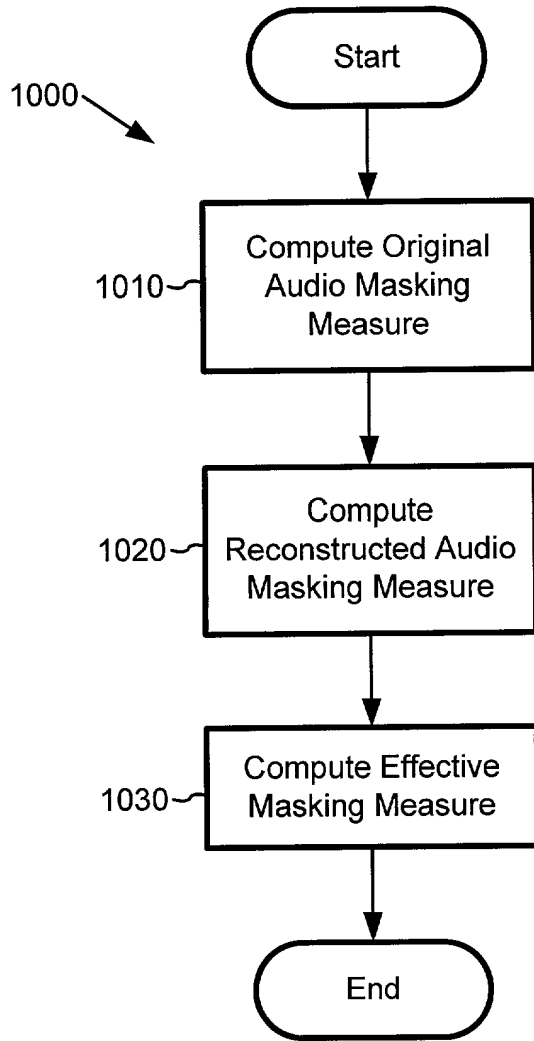 Start
1000
Compute Original
Audio Masking
Measure
1010
Compute
Reconstructed Audio
Masking Measure
1020
Compute Effective
Masking Measure
1030
End